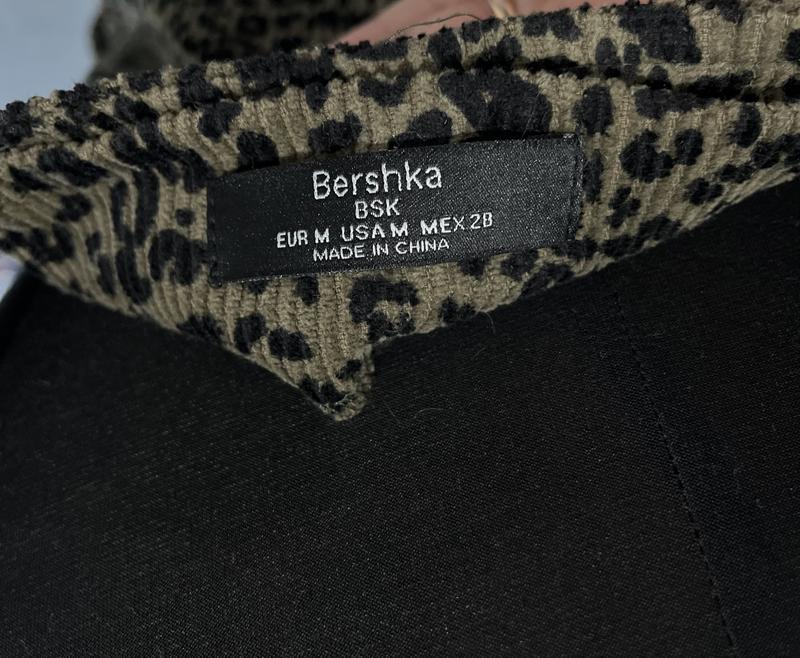 Bershka
BSK
EUR M USA M MEX 28
MADE IN CHINA